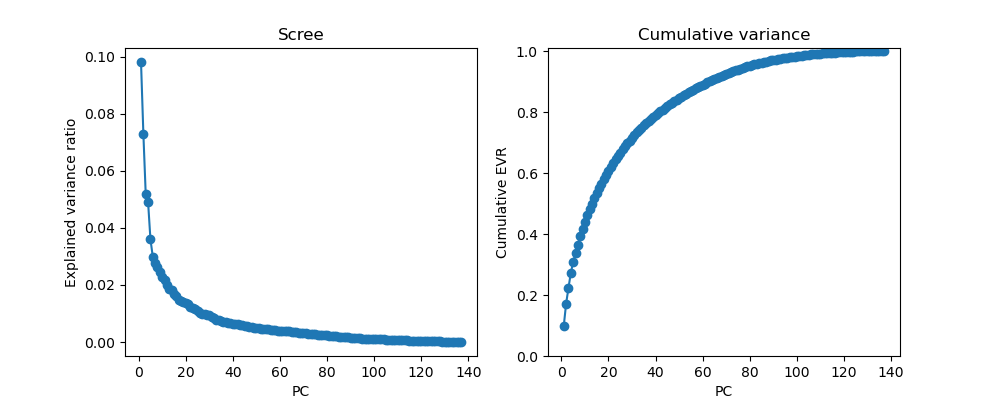 Scree
Cumulative variance
Explained variance ratio
0.10
0.08
0.06
0.04
0.02
0.00
0 20 40 60 80 100 120 140
PC
Cumulative EVR
1.0
0.8
0.6
0.4
0.2
0.0
0 20 40 60 80 100 120 140
PC